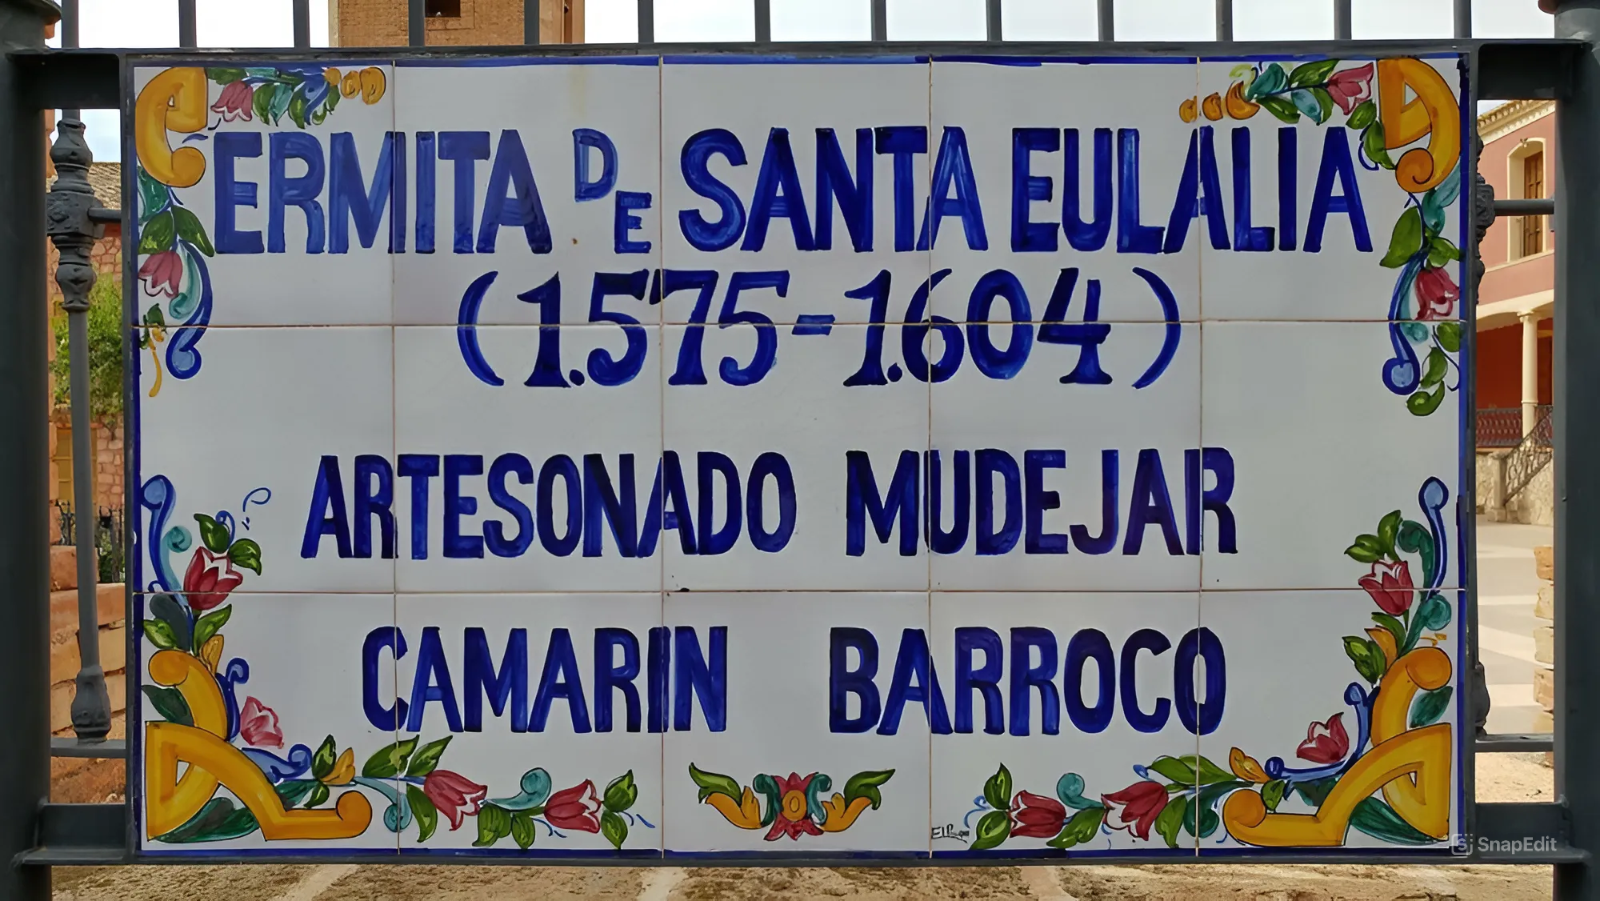 ERMITA DE SANTA EULALIA
(1.575-1.604)
ARTESONADO MUDEJAR
CAMARIN BARROCO
SnapEdit